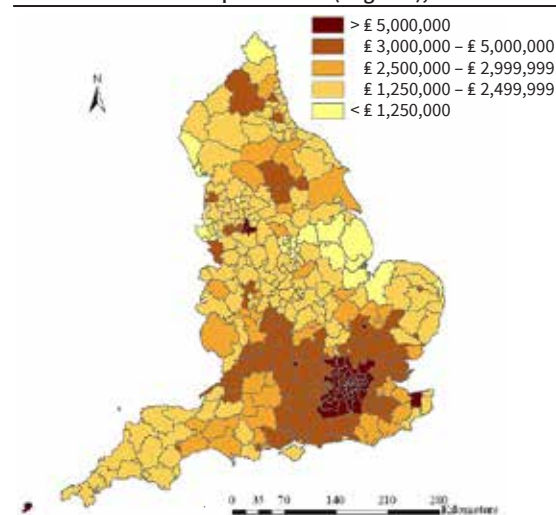 > £ 5,000,000
£ 3,000,000 – £ 5,000,000
£ 2,500,000 – £ 2,999,999
£ 1,250,000 – £ 2,499,999
< £ 1,250,000
N
0 35 70 140 210 280
Kilometers